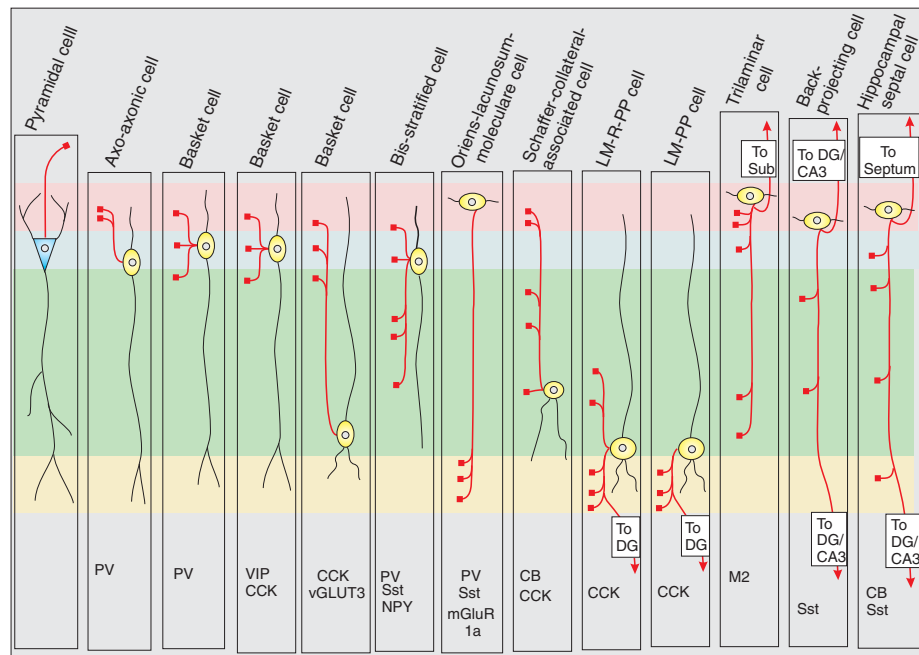 Pyramidal celll
Axo-axonic cell
Basket cell
Basket cell
Basket cell
Bis-stratified cell
Oriens-lacunosum-
moleculare cell
Schaffer-collateral-
associated cell
LM-R-PP cell
LM-PP cell
Trilaminar
cell
Back-
projecting cell
Hippocampal
septal cell
To
Sub
To DG/
CA3
To
Septum
To
DG
To
DG
To
DG/
CA3
To
DG/
CA3
PV
PV
VIP
CCK
CCK
vGLUT3
PV
Sst
NPY
PV
Sst
mGluR
1a
CB
CCK
CCK
CCK
M2
Sst
CB
Sst